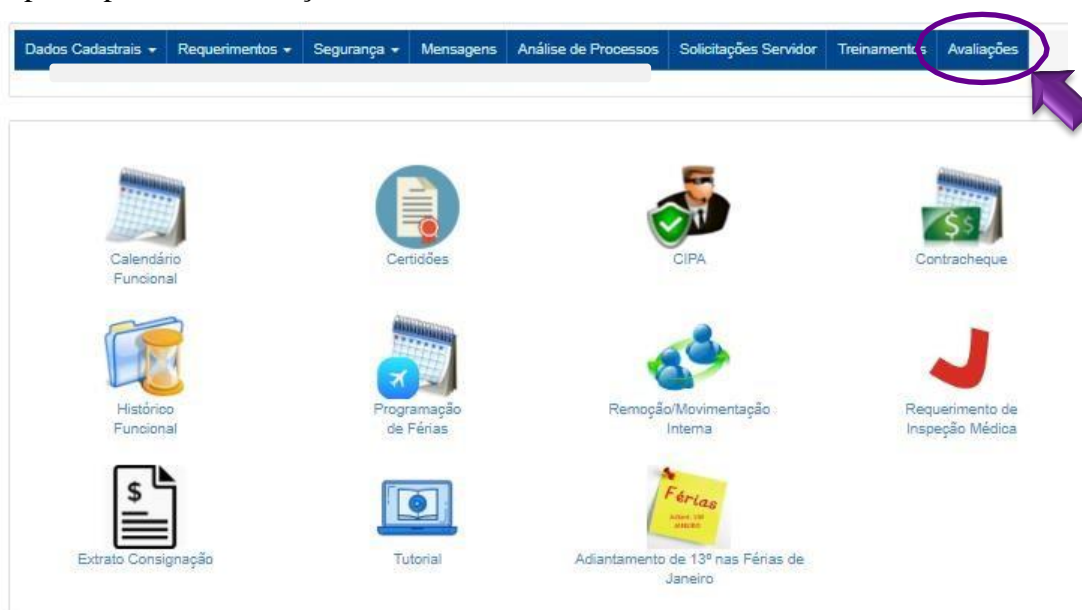 Dados Cadastrais Requerimentos Segurança Mensagens Análise de Processos Solicitações Servidor Treinamentos Avaliações
Calendário
Funcional
Certidões
CIPA
Contracheque
Histórico
Funcional
Programação
de Férias
Remoção/Movimentação
Interna
Requerimento de
Inspeção Médica
Férias
Extrato Consignação
Tutorial
Adiantamento de 13º nas Férias de
Janeiro